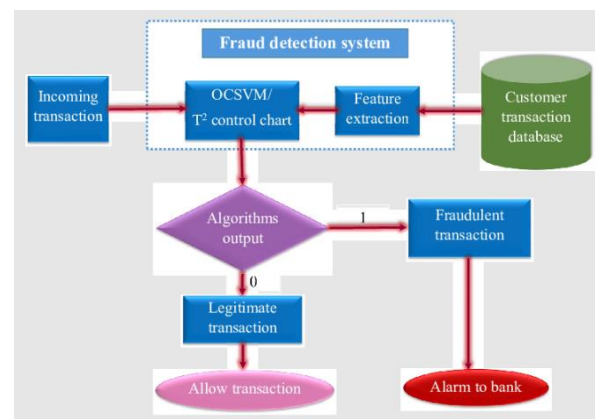 Fraud detection system
Incoming
transaction
OCSVM/
T² control chart
Feature
extraction
Customer
transaction
database
Algorithms
output
1
Fraudulent
transaction
0
Legitimate
transaction
Allow transaction
Alarm to bank